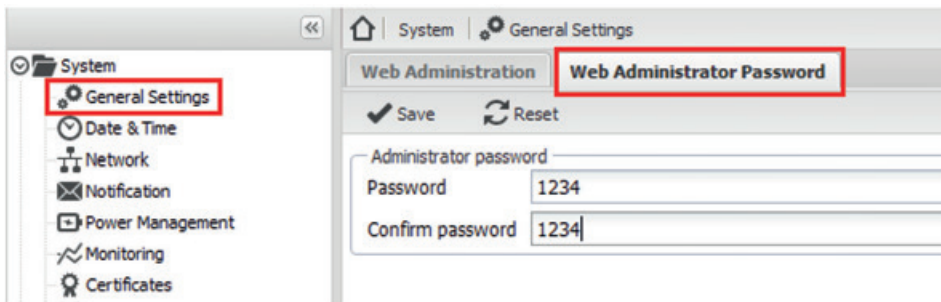 System General Settings
System
General Settings
Date & Time
Network
Notification
Power Management
Monitoring
Certificates
Web Administration Web Administrator Password
Save Reset
Administrator password
Password 1234
Confirm password 1234